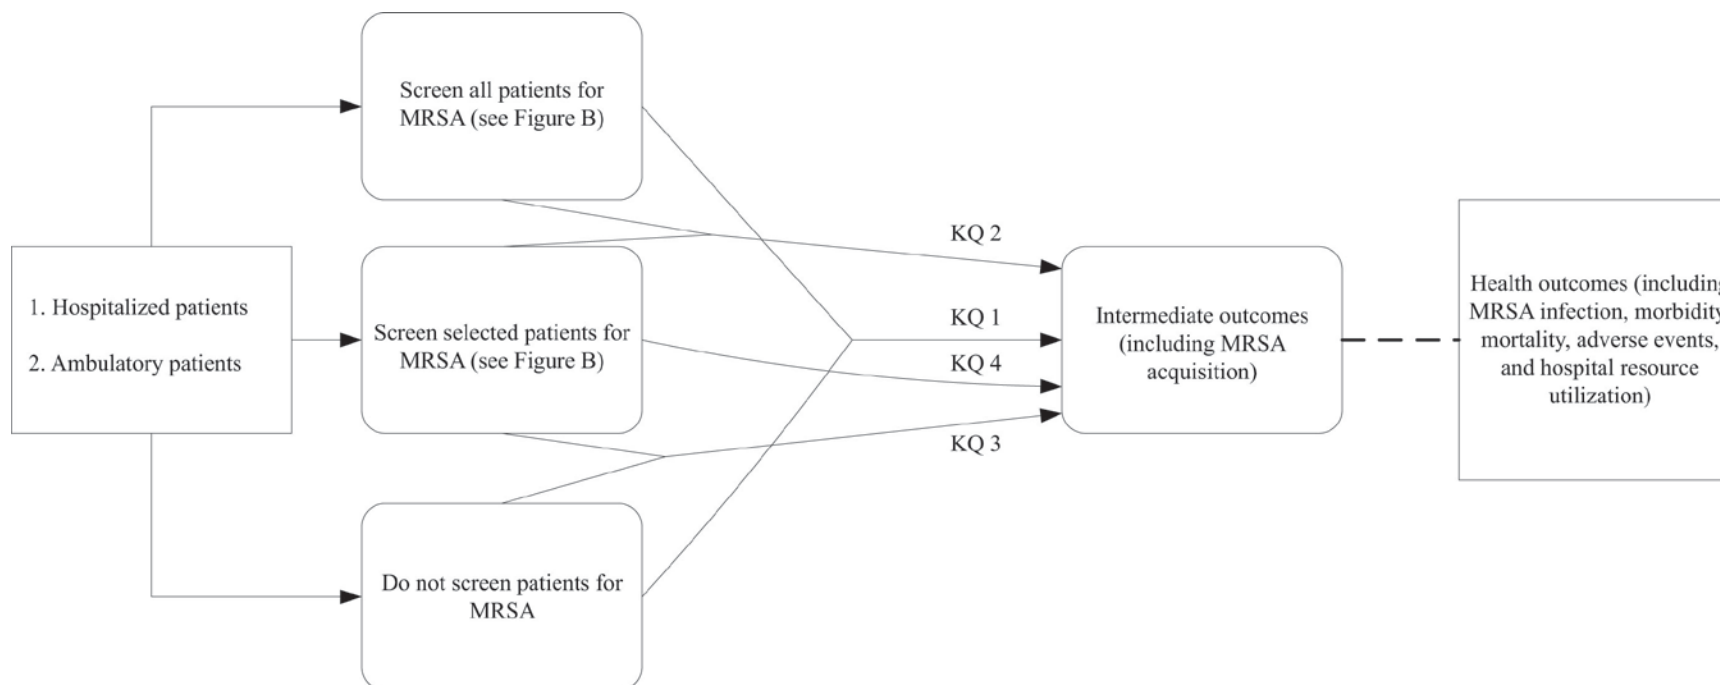 Screen all patients for
MRSA (see Figure B)
1. Hospitalized patients
2. Ambulatory patients
Screen selected patients for
MRSA (see Figure B)
Do not screen patients for
MRSA
KQ 2
KQ 1
KQ 4
KQ 3
Intermediate outcomes
(including MRSA
acquisition)
Health outcomes (including
MRSA infection, morbidity
mortality, adverse events,
and hospital resource
utilization)